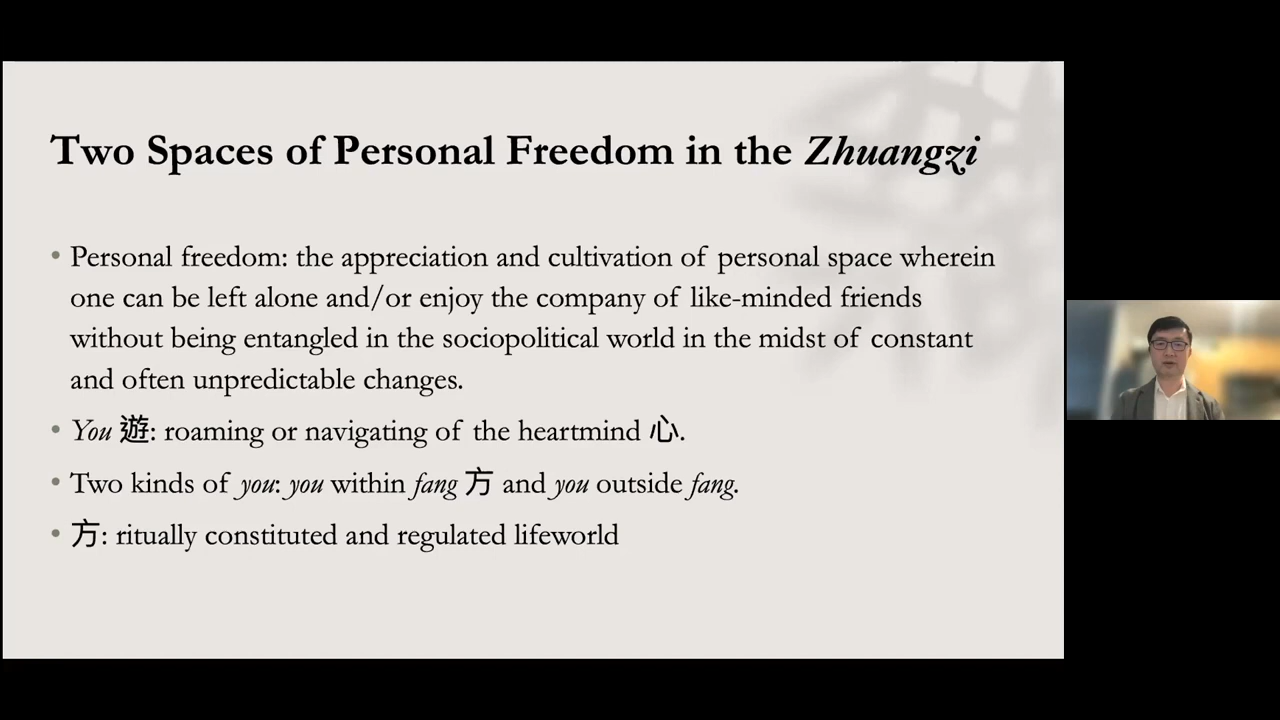 Two Spaces of Personal Freedom in the Zhuangzi
• Personal freedom: the appreciation and cultivation of personal space wherein
one can be left alone and/or enjoy the company of like-minded friends
without being entangled in the sociopolitical world in the midst of constant
and often unpredictable changes.
• You 遊: roaming or navigating of the heartmind 心.
• Two kinds of you: you within fang 方 and you outside fang.
• 方: ritually constituted and regulated lifeworld